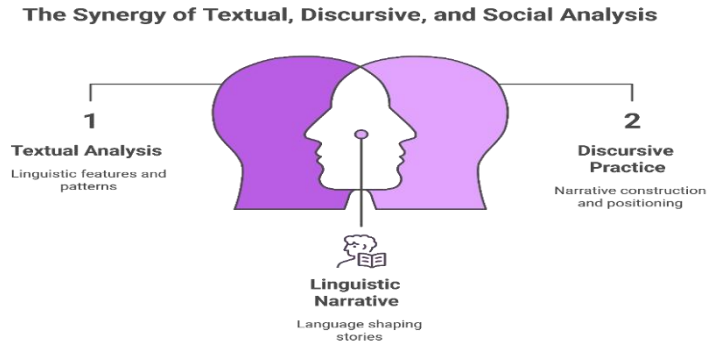 The Synergy of Textual, Discursive, and Social Analysis
1
Textual Analysis
Linguistic features and
patterns
2
Discursive
Practice
Narrative construction
and positioning
Linguistic
Narrative
Language shaping
stories